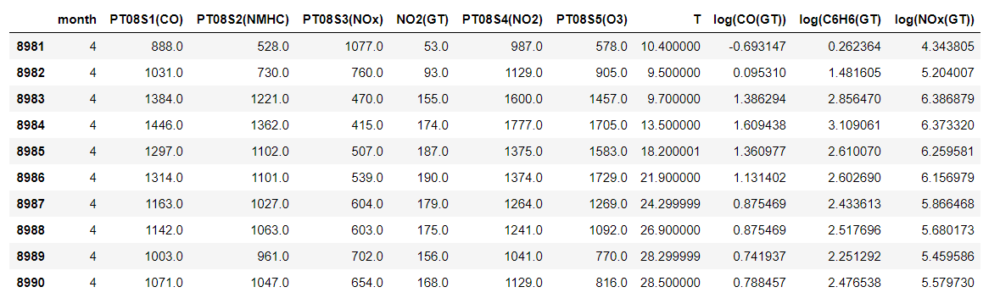 month PT08S1(CO) PT08S2(NMHC) PT08S3(NOx) NO2(GT) PT08S4(NO2) PT08S5(O3) T log(CO(GT)) log(C6H6(GT) log(NOx(GT))
8981 4 888.0 528.0 1077.0 53.0 987.0 578.0 10.400000 -0.693147 0.262364 4.343805
8982 4 1031.0 730.0 760.0 93.0 1129.0 905.0 9.500000 0.095310 1.481605 5.204007
8983 4 1384.0 1221.0 470.0 155.0 1600.0 1457.0 9.700000 1.386294 2.856470 6.386879
8984 4 1446.0 1362.0 415.0 174.0 1777.0 1705.0 13.500000 1.609438 3.109061 6.373320
8985 4 1297.0 1102.0 507.0 187.0 1375.0 1583.0 18.200001 1.360977 2.610070 6.259581
8986 4 1314.0 1101.0 539.0 190.0 1374.0 1729.0 21.900000 1.131402 2.602690 6.156979
8987 4 1163.0 1027.0 604.0 179.0 1264.0 1269.0 24.299999 0.875469 2.433613 5.866468
8988 4 1142.0 1063.0 603.0 175.0 1241.0 1092.0 26.900000 0.875469 2.517696 5.680173
8989 4 1003.0 961.0 702.0 156.0 1041.0 770.0 28.299999 0.741937 2.251292 5.459586
8990 4 1071.0 1047.0 654.0 168.0 1129.0 816.0 28.500000 0.788457 2.476538 5.579730